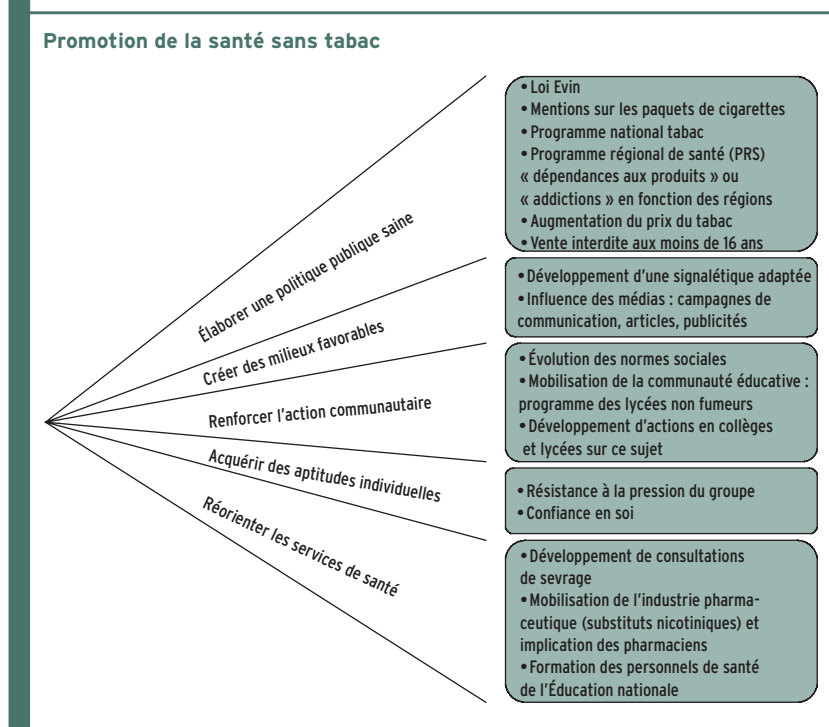 Promotion de la santé sans tabac
Élaborer une politique publique saine
• Loi Evin
• Mentions sur les paquets de cigarettes
• Programme national tabac
• Programme régional de santé (PRS)
« dépendances aux produits » ou
« addictions » en fonction des régions
• Augmentation du prix du tabac
• Vente interdite aux moins de 16 ans
Créer des milieux favorables
• Développement d'une signalétique adaptée
• Influence des médias : campagnes de
communication, articles, publicités
Renforcer l'action communautaire
• Évolution des normes sociales
• Mobilisation de la communauté éducative :
programme des lycées non fumeurs
• Développement d'actions en collèges
et lycées sur ce sujet
Acquérir des aptitudes individuelles
• Résistance à la pression du groupe
• Confiance en soi
Réorienter les services de santé
• Développement de consultations
de sevrage
• Mobilisation de l'industrie pharma-
ceutique (substituts nicotiniques) et
implication des pharmaciens
• Formation des personnels de santé
de l'Éducation nationale